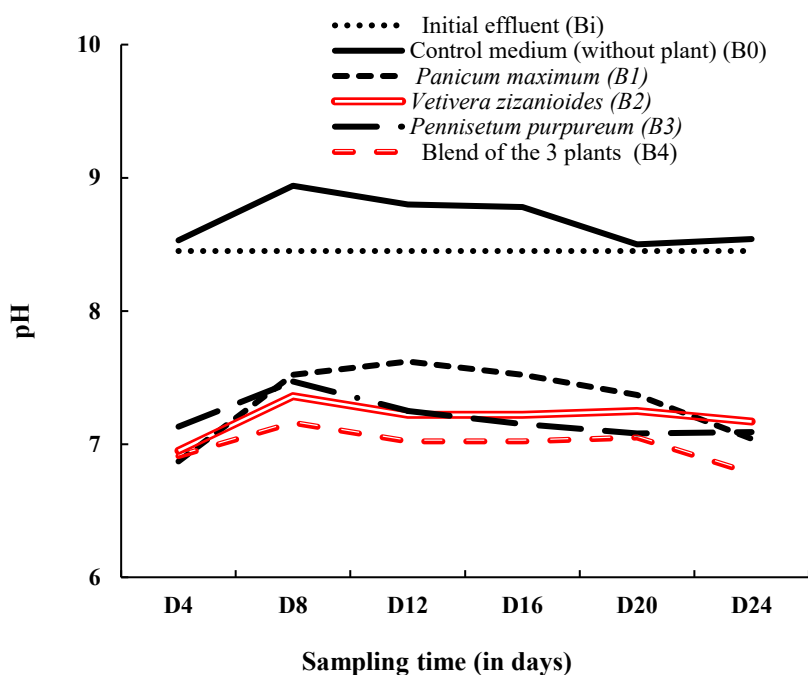 Initial effluent (Bi)
Control medium (without plant) (B0)
Panicum maximum (B1)
Vetivera zizanioides (B2)
Pennisetum purpureum (B3)
Blend of the 3 plants (B4)
10
9
8
7
6
pH
D4 D8 D12 D16 D20 D24
Sampling time (in days)